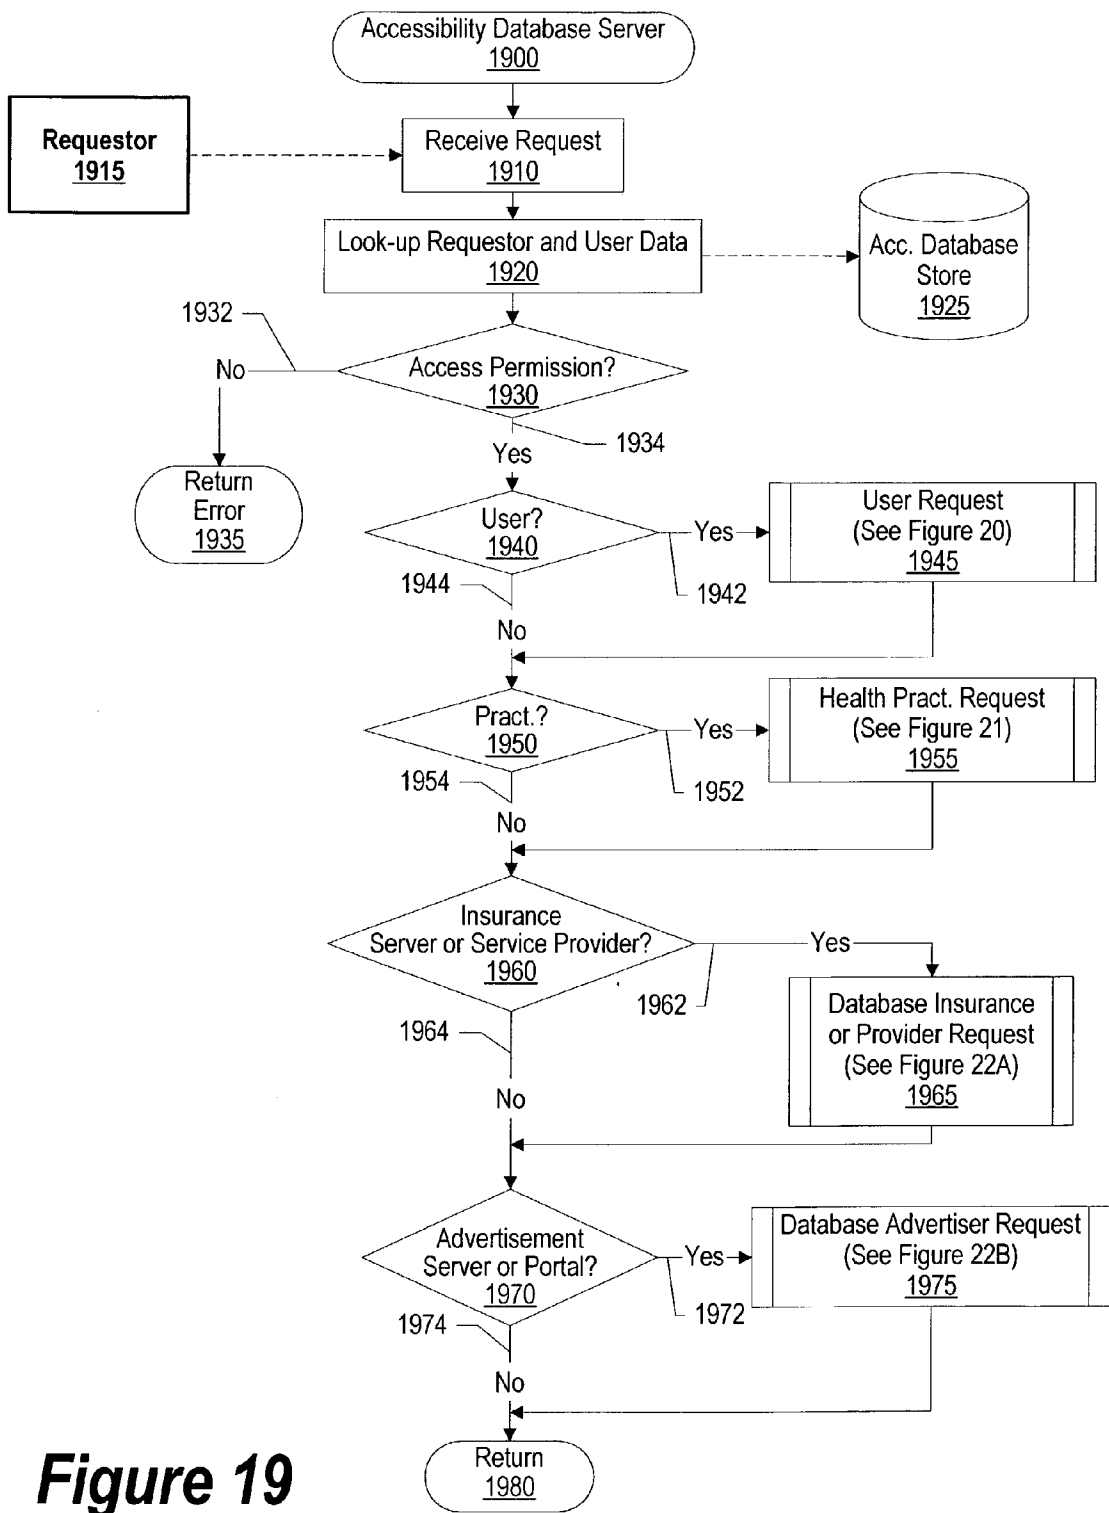 Accessibility Database Server
1900
Requestor
1915
Receive Request
1910
Look-up Requestor and User Data
1920
Acc. Database
Store
1925
1932
No
Access Permission?
1930
1934
Yes
Return
Error
1935
User?
1940
Yes
1942
User Request
(See Figure 20)
1945
1944
No
Pract.?
1950
Yes
1952
Health Pract. Request
(See Figure 21)
1955
1954
No
Insurance
Server or Service Provider?
1960
Yes
1962
Database Insurance
or Provider Request
(See Figure 22A)
1965
1964
No
Advertisement
Server or Portal?
1970
Yes
1972
Database Advertiser Request
(See Figure 22B)
1975
1974
No
Return
1980
Figure 19